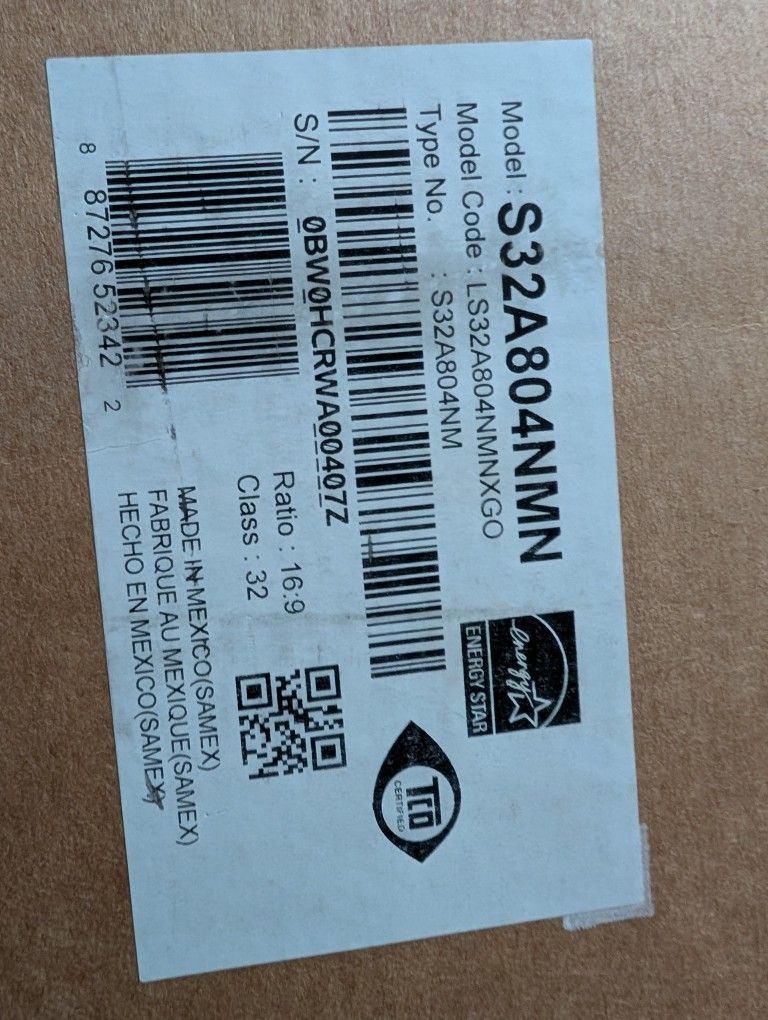 Model : S32A804NMN
Model Code : LS32A804NMNXGO
Type No. : S32A804NM
energy
ENERGY STAR
TCO
CERTIFIED
S/N : 0BW0HCRWA00407Z
8 87276 52342 2
Ratio : 16:9
Class : 32
MADE IN MEXICO(SAMEX)
FABRIQUE AU MEXIQUE(SAMEX)
HECHO EN MEXICO(SAMEX)